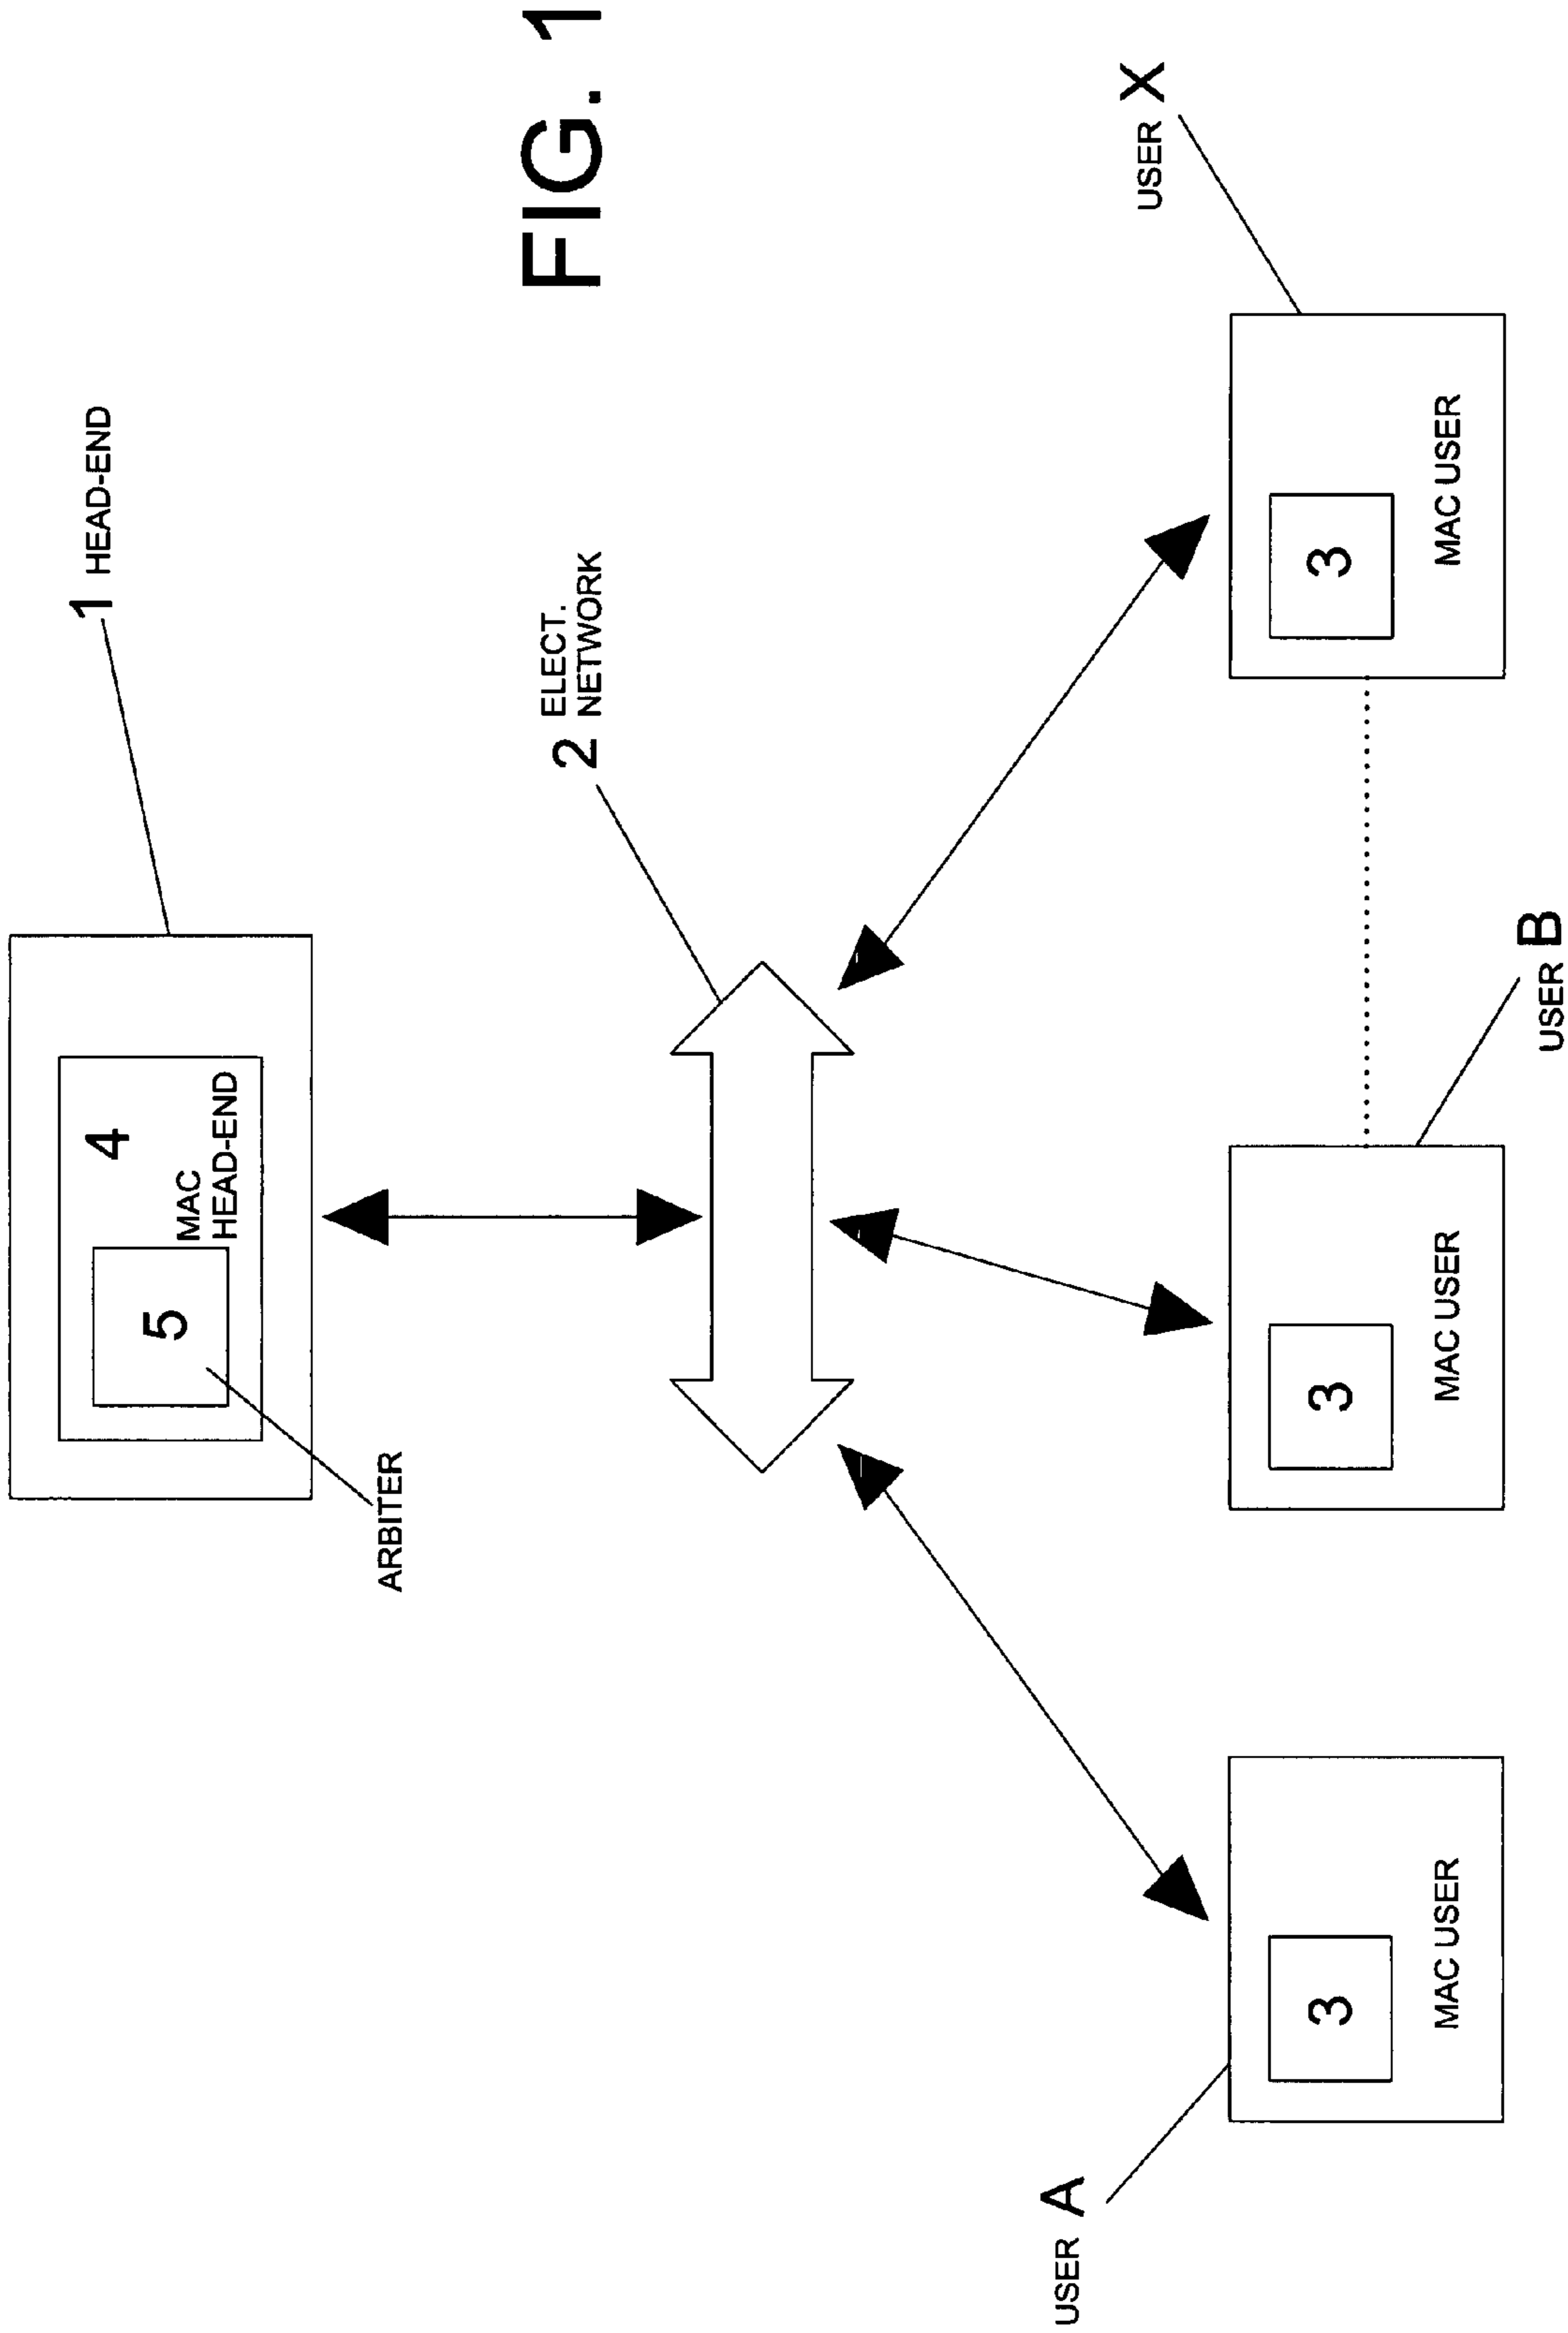 1 HEAD-END
4
MAC
HEAD-END
5
ARBITER
2 ELECT.
NETWORK
FIG. 1
USER A
3
MAC USER
3
MAC USER
USER B
USER X
3
MAC USER